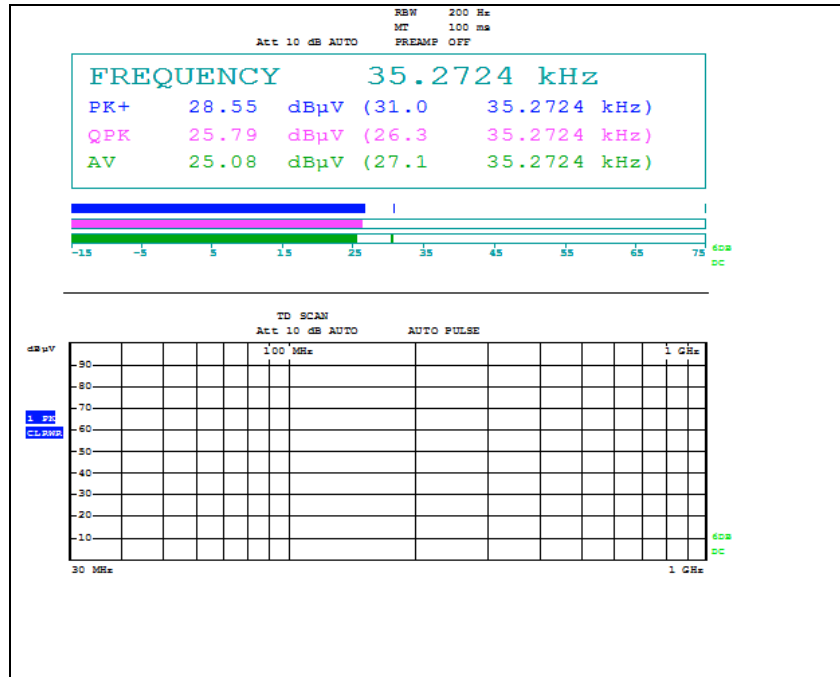 RBW 200 Hz
MT 100 ms
Att 10 dB AUTO PREAMP OFF
FREQUENCY 35.2724 kHz
PK+ 28.55 dBµV (31.0 35.2724 kHz)
QPK 25.79 dBµV (26.3 35.2724 kHz)
AV 25.08 dBµV (27.1 35.2724 kHz)
-15 -5 5 15 25 35 45 55 65 75
6DB
DC
TD SCAN
Att 10 dB AUTO AUTO PULSE
dBµV
100 MHz 1 GHz
90
80
70
1 PK
CLRWR
60
50
40
30
20
10
6DB
DC
30 MHz 1 GHz